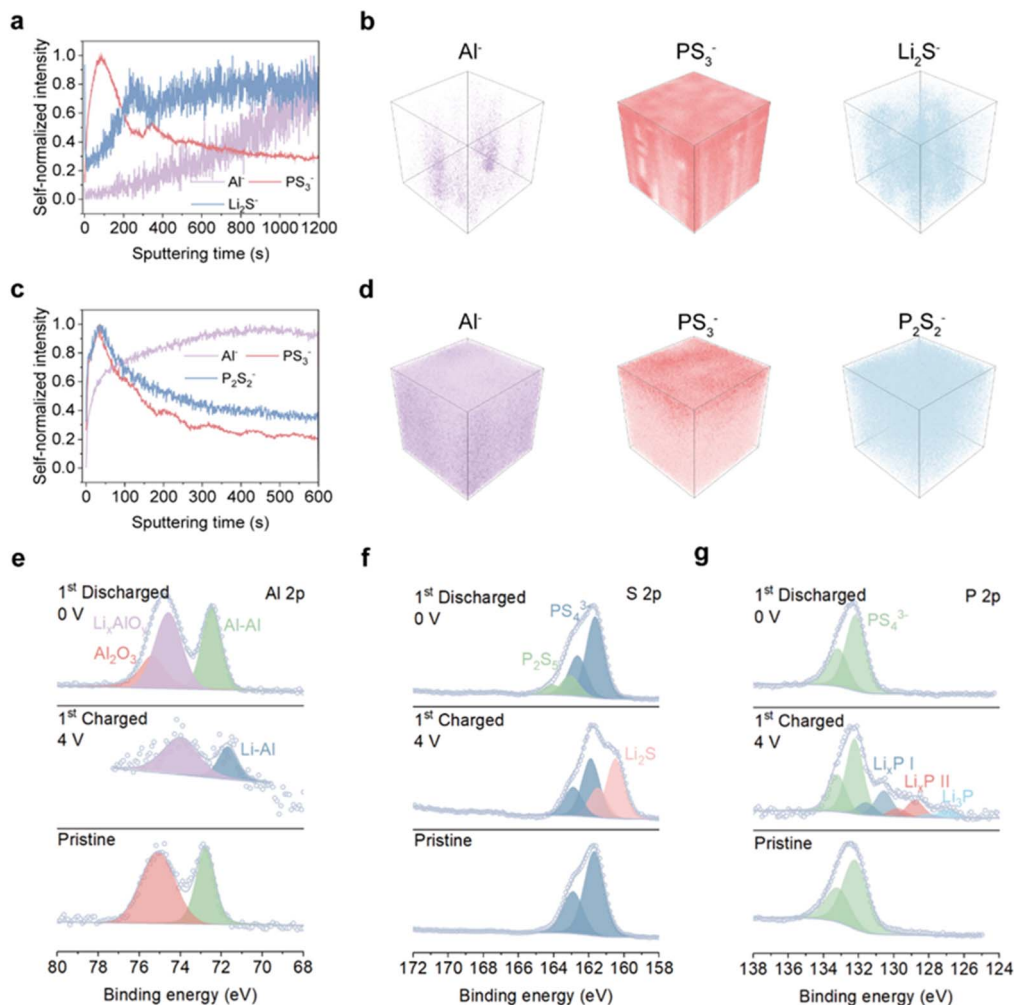 a
Self-normalized intensity
1.0
0.8
0.6
0.4
0.2
0.0
Al⁻ PS₃⁻
Li₂S⁻
0 200 400 600 800 1000 1200
Sputtering time (s)
b
Al⁻ PS₃⁻ Li₂S⁻
c
Self-normalized intensity
1.0
0.8
0.6
0.4
0.2
0.0
Al⁻ PS₃⁻
P₂S₂⁻
0 100 200 300 400 500 600
Sputtering time (s)
d
Al⁻ PS₃⁻ P₂S₂⁻
e
1ˢᵗ Discharged Al 2p
0 V
LiₓAlOᵧ Al-Al
Al₂O₃
1ˢᵗ Charged
4 V
Li-Al
Pristine
80 78 76 74 72 70 68
Binding energy (eV)
f
1ˢᵗ Discharged S 2p
0 V
PS₄³⁻
P₂S₅
1ˢᵗ Charged
4 V
Li₂S
Pristine
172 170 168 166 164 162 160 158
Binding energy (eV)
g
1ˢᵗ Discharged P 2p
0 V
PS₄³⁻
1ˢᵗ Charged
4 V
LiₓP I
LiₓP II
Li₃P
Pristine
138 136 134 132 130 128 126 124
Binding energy (eV)